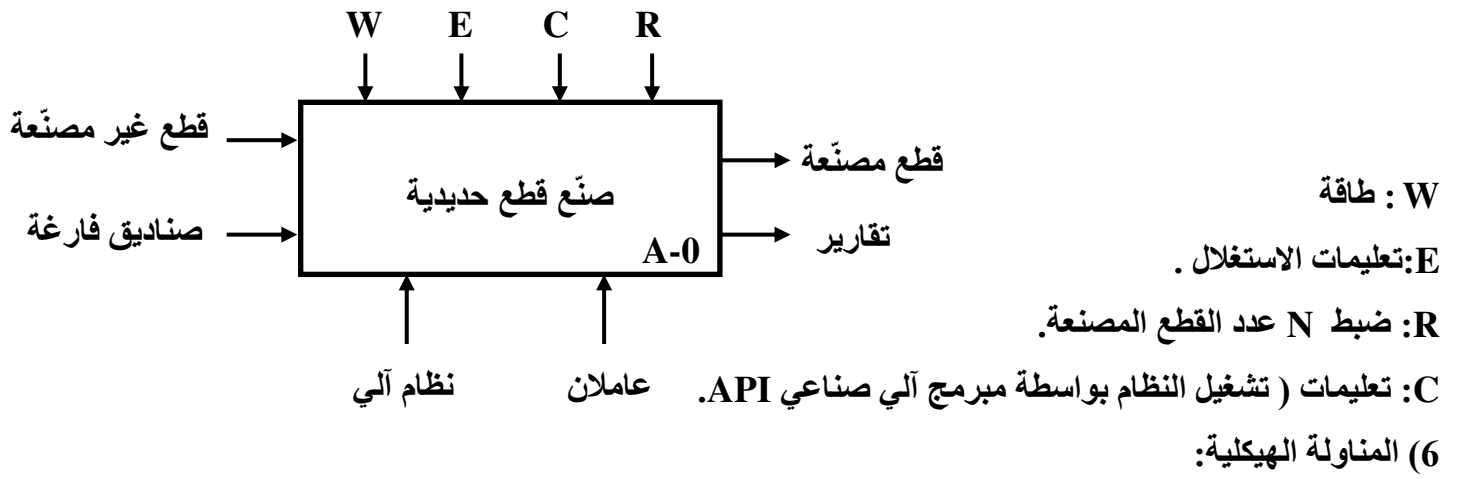 W E C R
قطع غير مصنّعة
قطع مصنّعة
صنّع قطع حديدية
صناديق فارغة
تقارير
A-0
نظام آلي
عاملان
W : طاقة
E:تعليمات الاستغلال .
R: ضبط N عدد القطع المصنعة.
C: تعليمات ( تشغيل النظام بواسطة مبرمج آلي صناعي API.
6) المناولة الهيكلية: